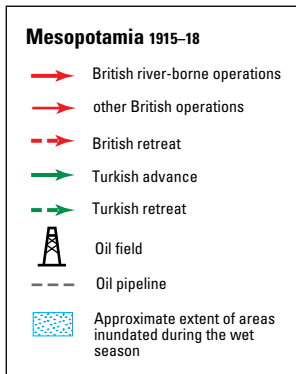 Mesopotamia 1915–18
British river-borne operations
other British operations
British retreat
Turkish advance
Turkish retreat
Oil field
Oil pipeline
Approximate extent of areas
inundated during the wet
season